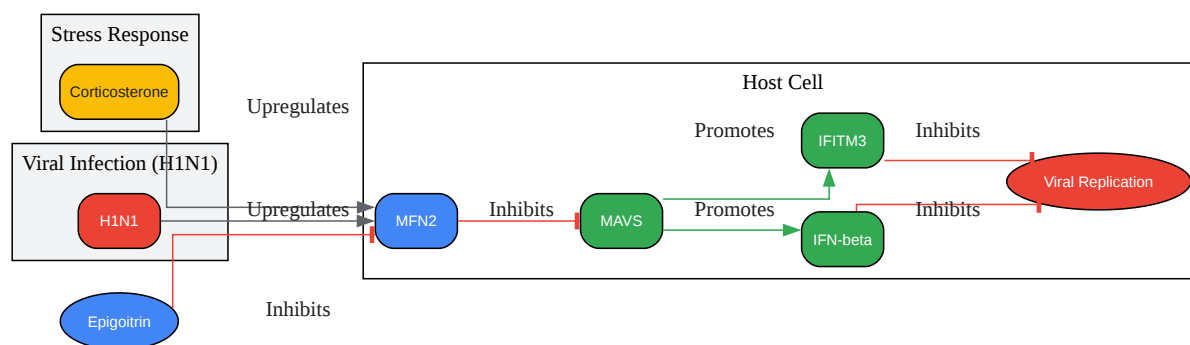 Stress Response
Corticosterone
Viral Infection (H1N1)
H1N1
Epigoitrin
Upregulates
Upregulates
Inhibits
Host Cell
MFN2
Inhibits
MAVS
Promotes
Promotes
IFITM3
IFN-beta
Inhibits
Inhibits
Viral Replication